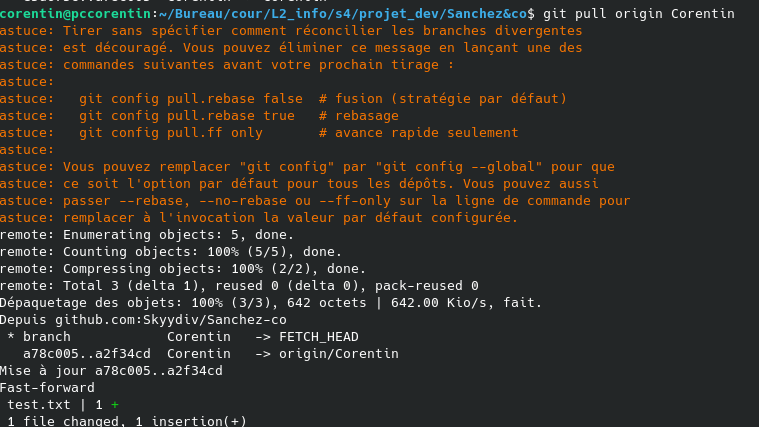 corentin@pccorentin:~/Bureau/cour/L2_info/s4/projet_dev/Sanchez&co$ git pull origin Corentin
astuce: Tirer sans spécifier comment réconcilier les branches divergentes
astuce: est découragé. Vous pouvez éliminer ce message en lançant une des
astuce: commandes suivantes avant votre prochain tirage :
astuce:
astuce:   git config pull.rebase false  # fusion (stratégie par défaut)
astuce:   git config pull.rebase true   # rebasage
astuce:   git config pull.ff only       # avance rapide seulement
astuce:
astuce: Vous pouvez remplacer "git config" par "git config --global" pour que
astuce: ce soit l'option par défaut pour tous les dépôts. Vous pouvez aussi
astuce: passer --rebase, --no-rebase ou --ff-only sur la ligne de commande pour
astuce: remplacer à l'invocation la valeur par défaut configurée.
remote: Enumerating objects: 5, done.
remote: Counting objects: 100% (5/5), done.
remote: Compressing objects: 100% (2/2), done.
remote: Total 3 (delta 1), reused 0 (delta 0), pack-reused 0
Dépaquetage des objets: 100% (3/3), 642 octets | 642.00 Kio/s, fait.
Depuis github.com:Skyydiv/Sanchez-co
 * branch            Corentin   -> FETCH_HEAD
   a78c005..a2f34cd  Corentin   -> origin/Corentin
Mise à jour a78c005..a2f34cd
Fast-forward
 test.txt | 1 +
 1 file changed, 1 insertion(+)